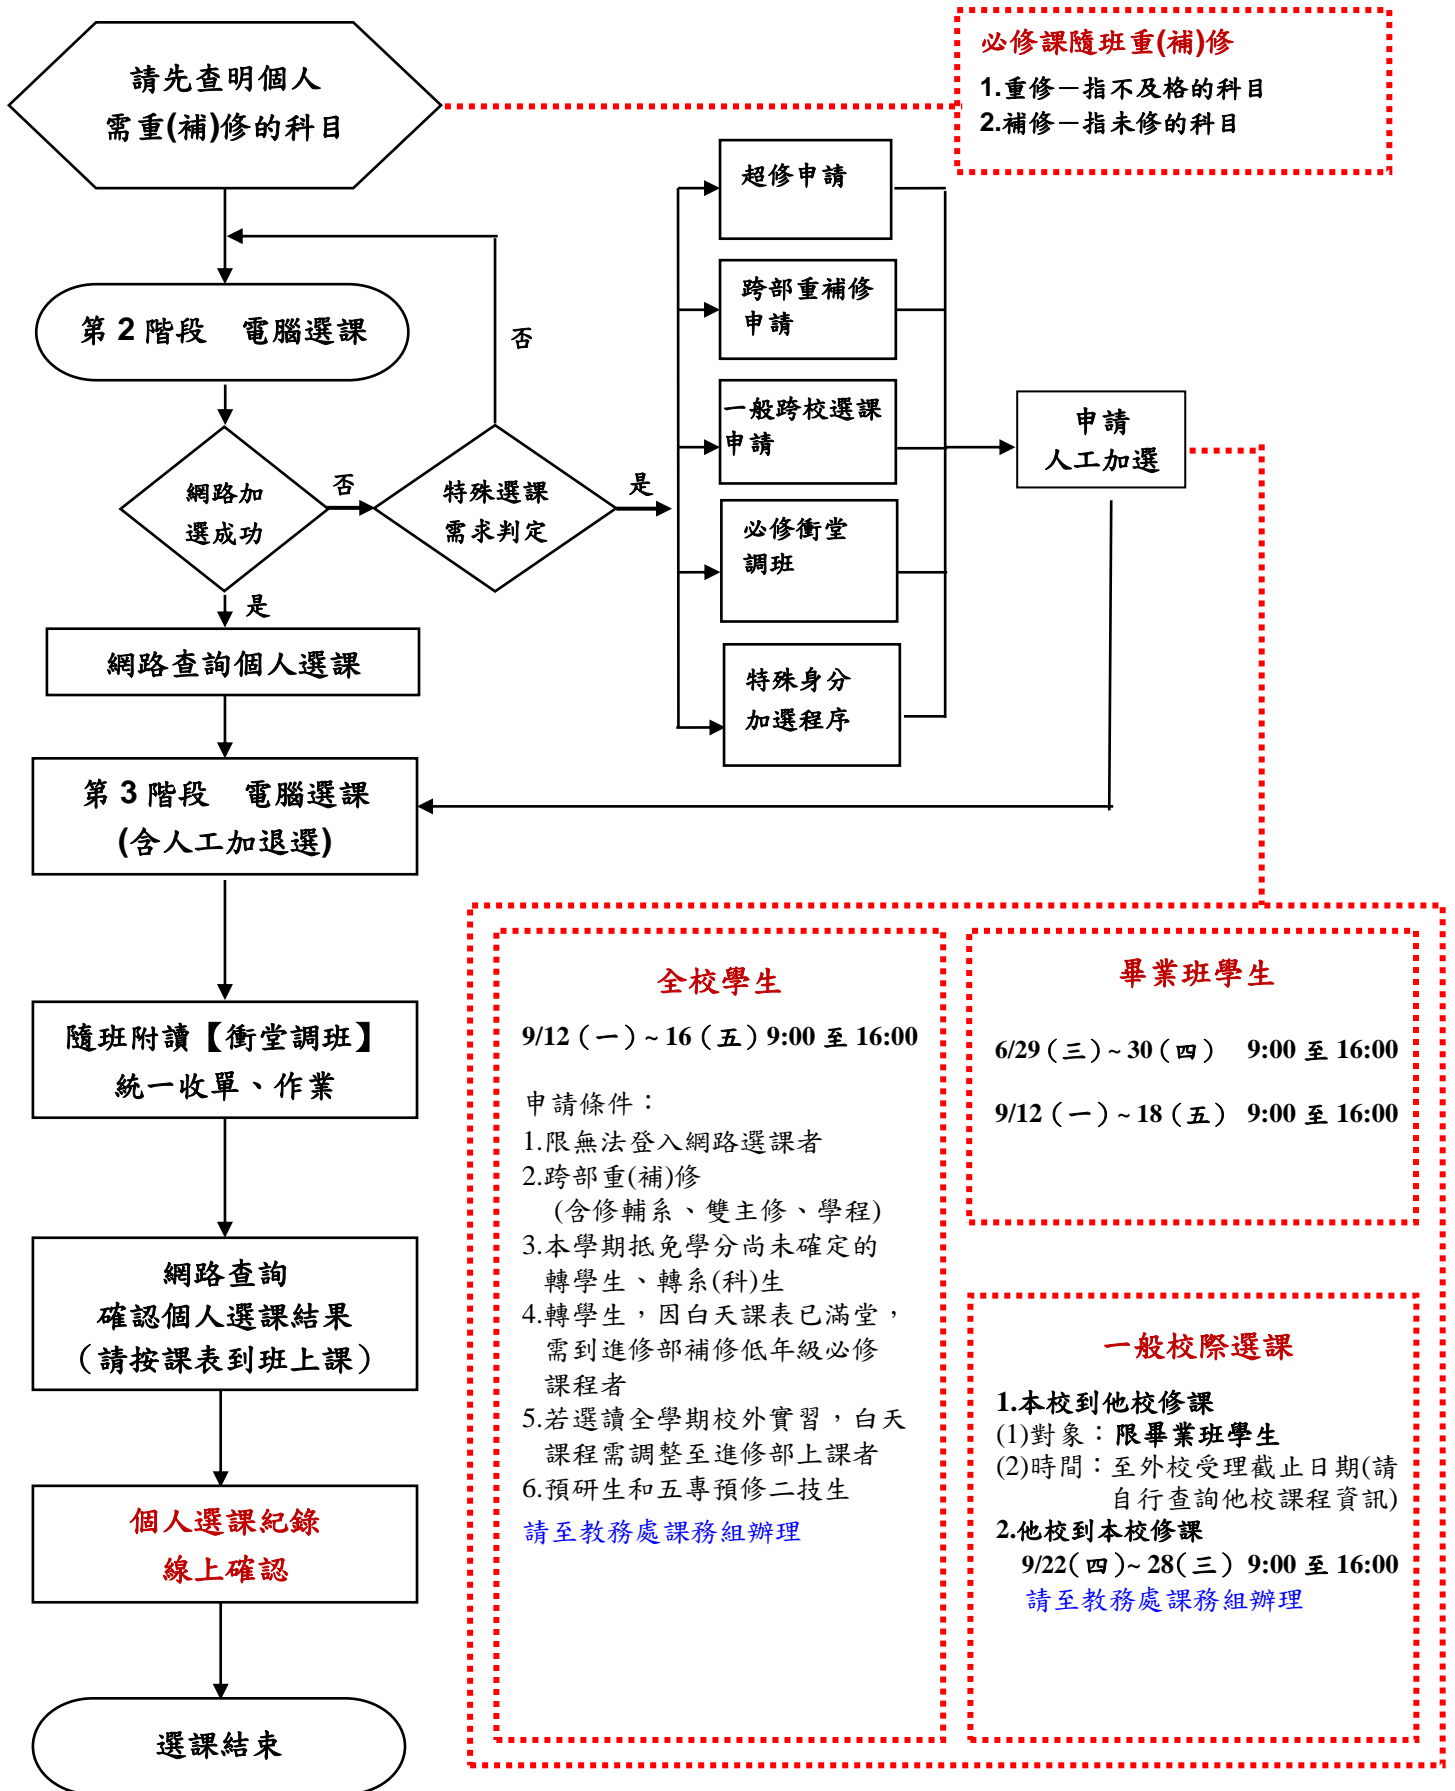 請先查明個人
需重(補)修的科目
必修課隨班重(補)修
1.重修－指不及格的科目
2.補修－指未修的科目
超修申請
跨部重補修
申請
一般跨校選課
申請
必修衝堂
調班
特殊身分
加選程序
申請
人工加選
第 2 階段　電腦選課
否
網路加
選成功
否
特殊選課
需求判定
是
是
網路查詢個人選課
第 3 階段　電腦選課
(含人工加退選)
隨班附讀【衝堂調班】
統一收單、作業
網路查詢
確認個人選課結果
（請按課表到班上課）
個人選課紀錄
線上確認
選課結束
全校學生
9/12（一）~ 16（五）9:00 至 16:00
申請條件：
1.限無法登入網路選課者
2.跨部重(補)修
(含修輔系、雙主修、學程)
3.本學期抵免學分尚未確定的
轉學生、轉系(科)生
4.轉學生，因白天課表已滿堂，
需到進修部補修低年級必修
課程者
5.若選讀全學期校外實習，白天
課程需調整至進修部上課者
6.預研生和五專預修二技生
請至教務處課務組辦理
畢業班學生
6/29（三）~ 30（四） 9:00 至 16:00
9/12（一）~ 18（五） 9:00 至 16:00
一般校際選課
1.本校到他校修課
(1)對象：限畢業班學生
(2)時間：至外校受理截止日期(請
自行查詢他校課程資訊)
2.他校到本校修課
9/22（四）~ 28（三） 9:00 至 16:00
請至教務處課務組辦理